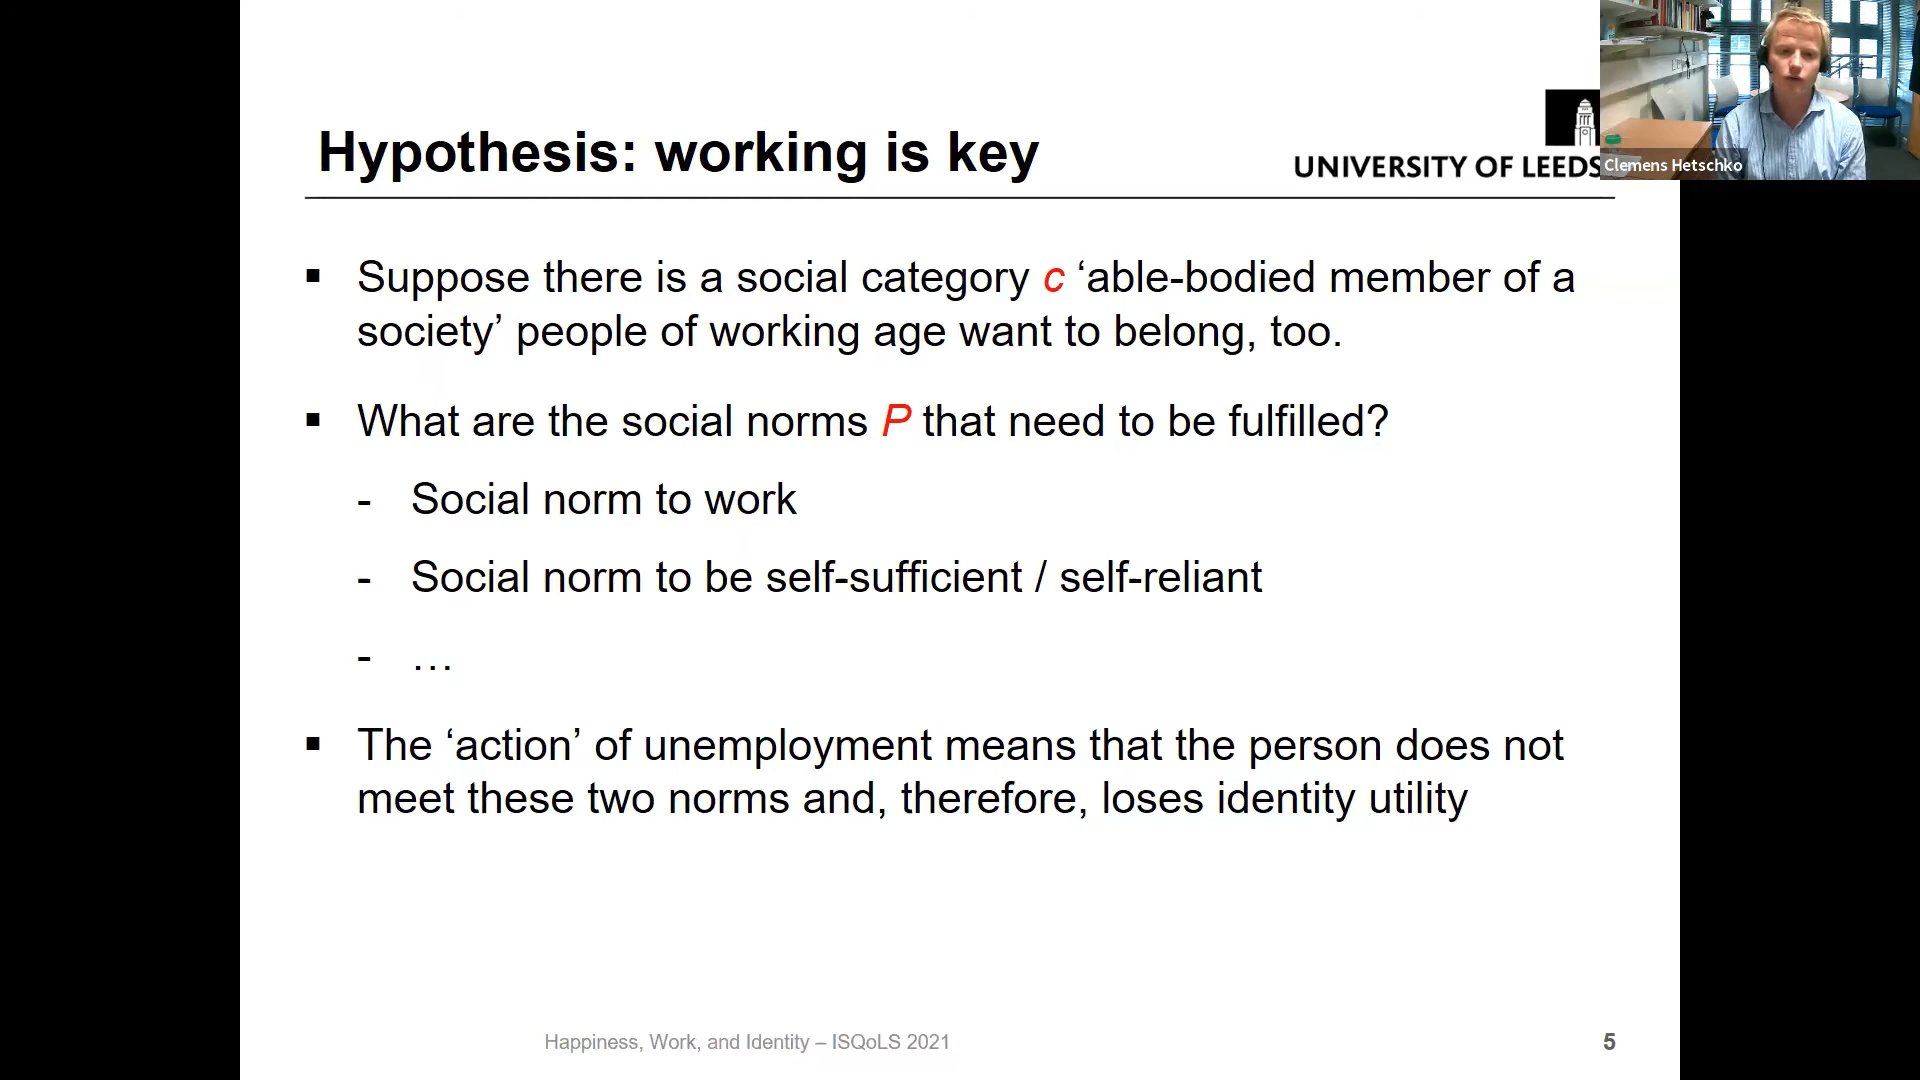 Hypothesis: working is key
UNIVERSITY OF LEEDS
Clemens Hetschko
▪ Suppose there is a social category c ‘able-bodied member of a
society’ people of working age want to belong, too.
▪ What are the social norms P that need to be fulfilled?
- Social norm to work
- Social norm to be self-sufficient / self-reliant
- …
▪ The ‘action’ of unemployment means that the person does not
meet these two norms and, therefore, loses identity utility
Happiness, Work, and Identity – ISQoLS 2021
5